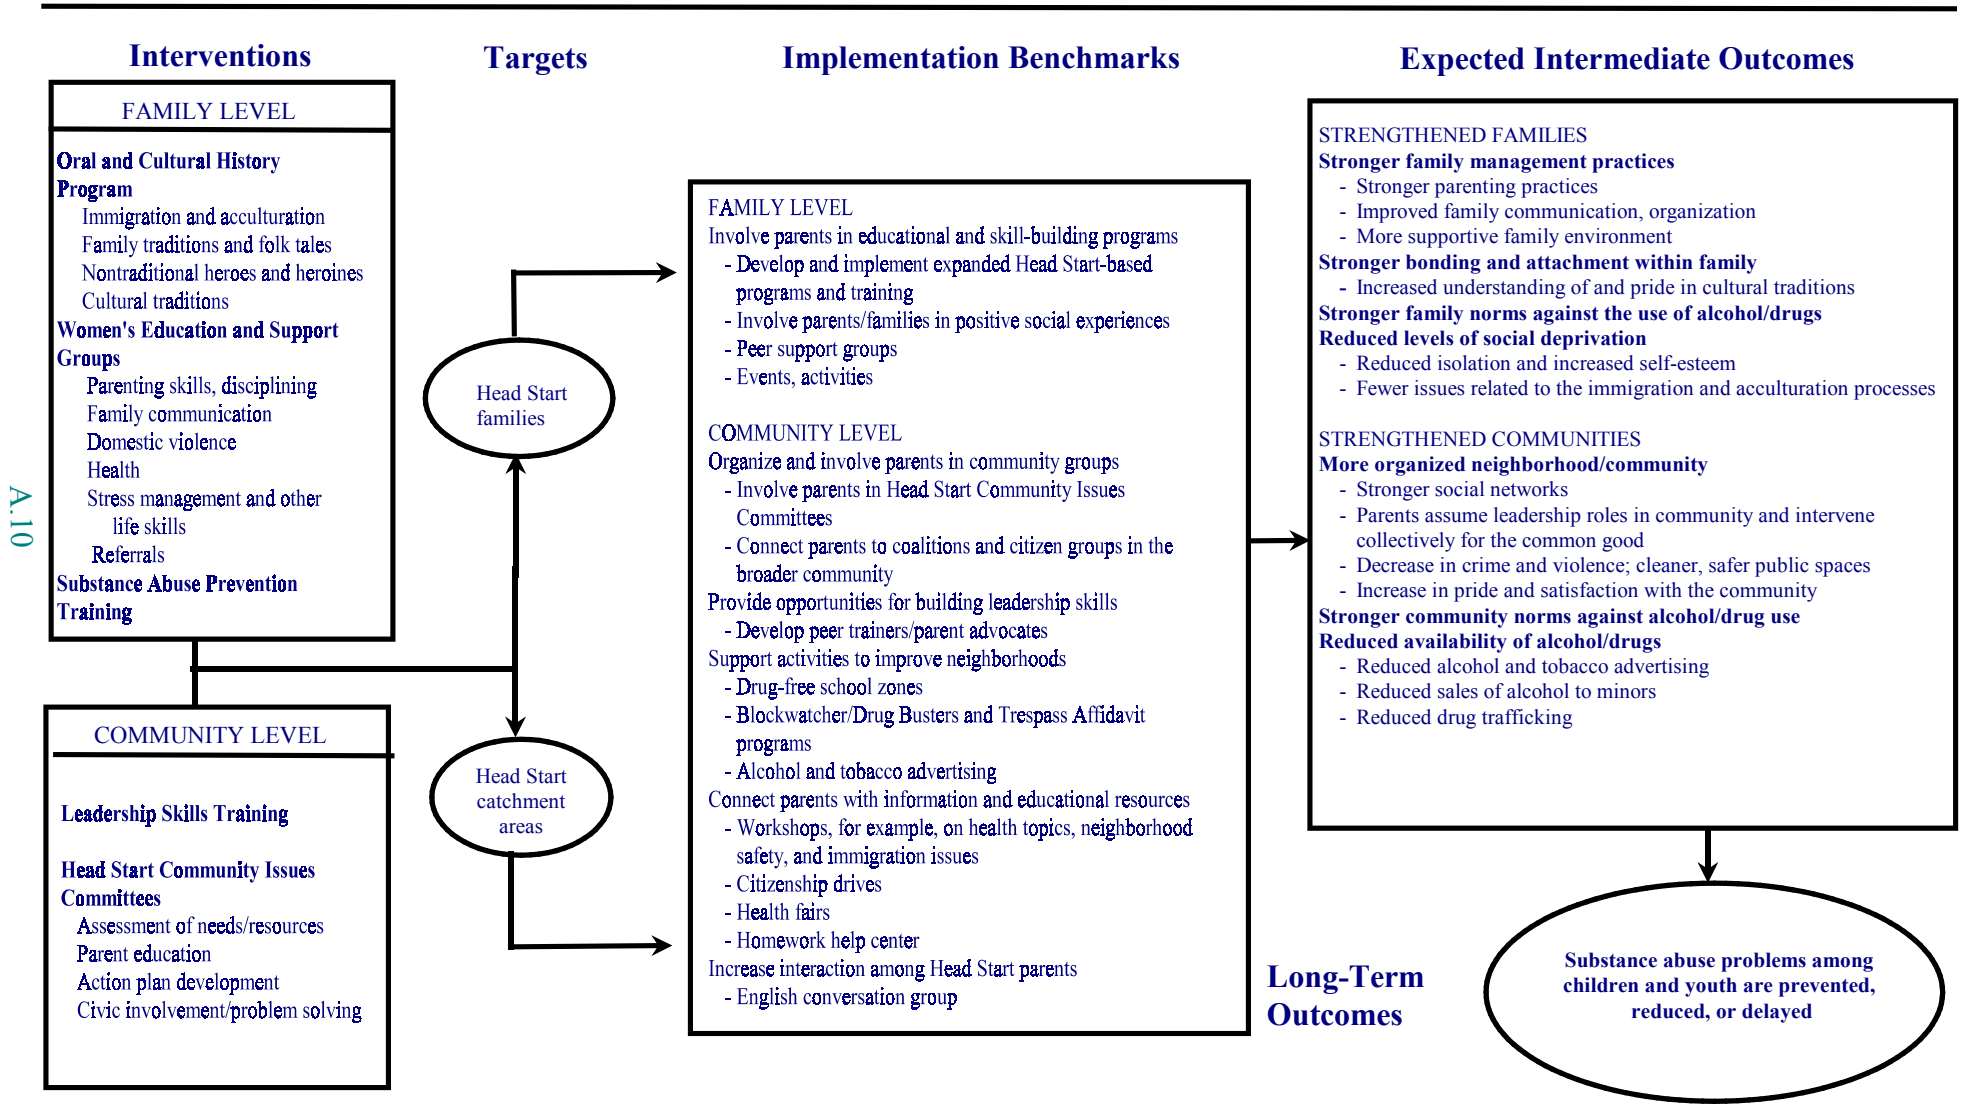 Interventions
Targets
Implementation Benchmarks
Expected Intermediate Outcomes
FAMILY LEVEL
Oral and Cultural History
Program
Immigration and acculturation
Family traditions and folk tales
Nontraditional heroes and heroines
Cultural traditions
Women's Education and Support
Groups
Parenting skills, disciplining
Family communication
Domestic violence
Health
Stress management and other
life skills
Referrals
Substance Abuse Prevention
Training
COMMUNITY LEVEL
Leadership Skills Training
Head Start Community Issues
Committees
Assessment of needs/resources
Parent education
Action plan development
Civic involvement/problem solving
Head Start
families
Head Start
catchment
areas
FAMILY LEVEL
Involve parents in educational and skill-building programs
- Develop and implement expanded Head Start-based
programs and training
- Involve parents/families in positive social experiences
- Peer support groups
- Events, activities
COMMUNITY LEVEL
Organize and involve parents in community groups
- Involve parents in Head Start Community Issues
Committees
- Connect parents to coalitions and citizen groups in the
broader community
Provide opportunities for building leadership skills
- Develop peer trainers/parent advocates
Support activities to improve neighborhoods
- Drug-free school zones
- Blockwatcher/Drug Busters and Trespass Affidavit
programs
- Alcohol and tobacco advertising
Connect parents with information and educational resources
- Workshops, for example, on health topics, neighborhood
safety, and immigration issues
- Citizenship drives
- Health fairs
- Homework help center
Increase interaction among Head Start parents
- English conversation group
STRENGTHENED FAMILIES
Stronger family management practices
- Stronger parenting practices
- Improved family communication, organization
- More supportive family environment
Stronger bonding and attachment within family
- Increased understanding of and pride in cultural traditions
Stronger family norms against the use of alcohol/drugs
Reduced levels of social deprivation
- Reduced isolation and increased self-esteem
- Fewer issues related to the immigration and acculturation processes
STRENGTHENED COMMUNITIES
More organized neighborhood/community
- Stronger social networks
- Parents assume leadership roles in community and intervene
collectively for the common good
- Decrease in crime and violence; cleaner, safer public spaces
- Increase in pride and satisfaction with the community
Stronger community norms against alcohol/drug use
Reduced availability of alcohol/drugs
- Reduced alcohol and tobacco advertising
- Reduced sales of alcohol to minors
- Reduced drug trafficking
Long-Term
Outcomes
Substance abuse problems among
children and youth are prevented,
reduced, or delayed
A.10